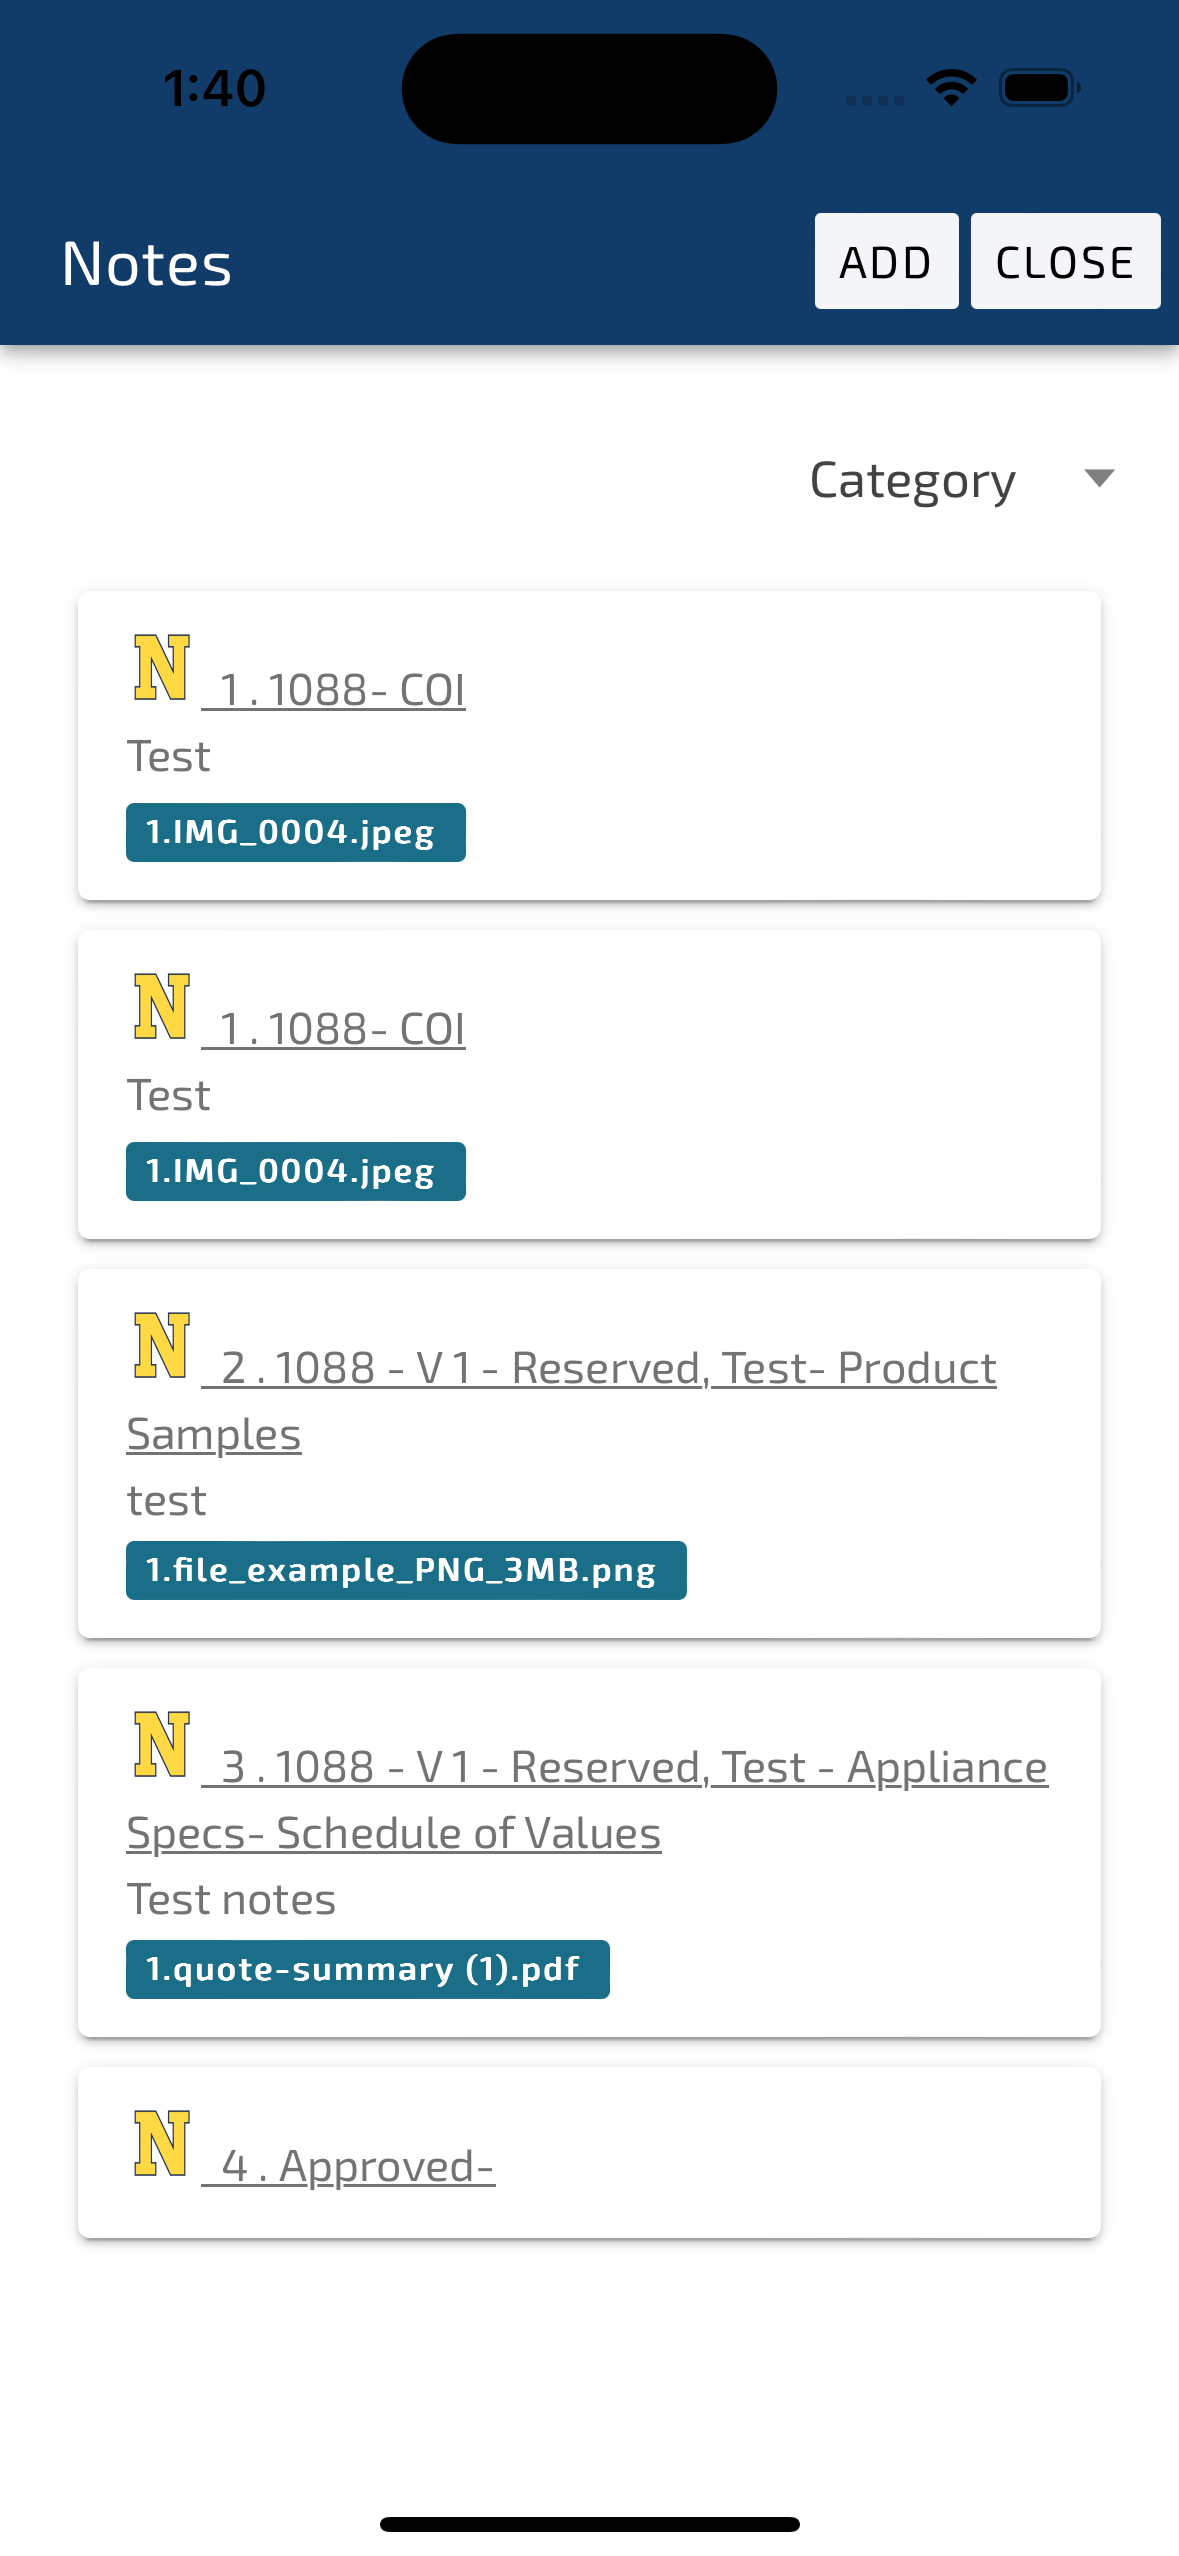 1:40
Notes
ADD
CLOSE
Category
N 1 . 1088- COI
Test
1.IMG_0004.jpeg
N 1 . 1088- COI
Test
1.IMG_0004.jpeg
N 2 . 1088 - V 1 - Reserved, Test- Product
Samples
test
1.file_example_PNG_3MB.png
N 3 . 1088 - V 1 - Reserved, Test - Appliance
Specs- Schedule of Values
Test notes
1.quote-summary (1).pdf
N 4 . Approved-